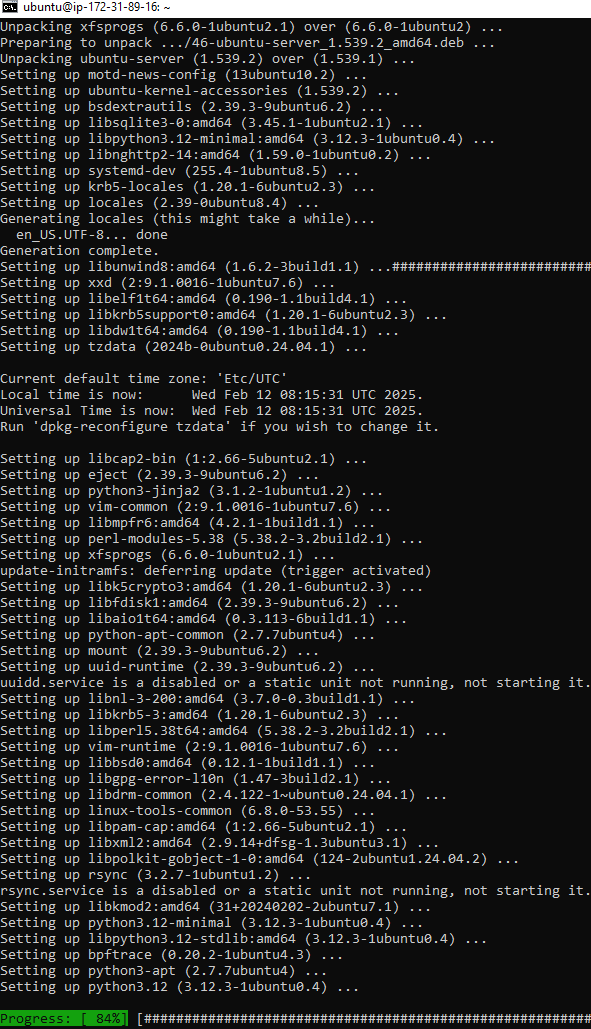 ubuntu@ip-172-31-89-16: ~
Unpacking xfsprogs (6.6.0-1ubuntu2.1) over (6.6.0-1ubuntu2) ...
Preparing to unpack .../46-ubuntu-server_1.539.2_amd64.deb ...
Unpacking ubuntu-server (1.539.2) over (1.539.1) ...
Setting up motd-news-config (13ubuntu10.2) ...
Setting up ubuntu-kernel-accessories (1.539.2) ...
Setting up bsdextrautils (2.39.3-9ubuntu6.2) ...
Setting up libsqlite3-0:amd64 (3.45.1-1ubuntu2.1) ...
Setting up libpython3.12-minimal:amd64 (3.12.3-1ubuntu0.4) ...
Setting up libnghttp2-14:amd64 (1.59.0-1ubuntu0.2) ...
Setting up systemd-dev (255.4-1ubuntu8.5) ...
Setting up krb5-locales (1.20.1-6ubuntu2.3) ...
Setting up locales (2.39-0ubuntu8.4) ...
Generating locales (this might take a while)...
  en_US.UTF-8... done
Generation complete.
Setting up libunwind8:amd64 (1.6.2-3build1.1) ...#########################
Setting up xxd (2:9.1.0016-1ubuntu7.6) ...
Setting up libelf1t64:amd64 (0.190-1.1build4.1) ...
Setting up libkrb5support0:amd64 (1.20.1-6ubuntu2.3) ...
Setting up libdw1t64:amd64 (0.190-1.1build4.1) ...
Setting up tzdata (2024b-0ubuntu0.24.04.1) ...

Current default time zone: 'Etc/UTC'
Local time is now:      Wed Feb 12 08:15:31 UTC 2025.
Universal Time is now:  Wed Feb 12 08:15:31 UTC 2025.
Run 'dpkg-reconfigure tzdata' if you wish to change it.

Setting up libcap2-bin (1:2.66-5ubuntu2.1) ...
Setting up eject (2.39.3-9ubuntu6.2) ...
Setting up python3-jinja2 (3.1.2-1ubuntu1.2) ...
Setting up vim-common (2:9.1.0016-1ubuntu7.6) ...
Setting up libmpfr6:amd64 (4.2.1-1build1.1) ...
Setting up perl-modules-5.38 (5.38.2-3.2build2.1) ...
Setting up xfsprogs (6.6.0-1ubuntu2.1) ...
update-initramfs: deferring update (trigger activated)
Setting up libk5crypto3:amd64 (1.20.1-6ubuntu2.3) ...
Setting up libfdisk1:amd64 (2.39.3-9ubuntu6.2) ...
Setting up libaio1t64:amd64 (0.3.113-6build1.1) ...
Setting up python-apt-common (2.7.7ubuntu4) ...
Setting up mount (2.39.3-9ubuntu6.2) ...
Setting up uuid-runtime (2.39.3-9ubuntu6.2) ...
uuidd.service is a disabled or a static unit not running, not starting it.
Setting up libnl-3-200:amd64 (3.7.0-0.3build1.1) ...
Setting up libkrb5-3:amd64 (1.20.1-6ubuntu2.3) ...
Setting up libperl5.38t64:amd64 (5.38.2-3.2build2.1) ...
Setting up vim-runtime (2:9.1.0016-1ubuntu7.6) ...
Setting up libbsd0:amd64 (0.12.1-1build1.1) ...
Setting up libgpg-error-l10n (1.47-3build2.1) ...
Setting up libdrm-common (2.4.122-1~ubuntu0.24.04.1) ...
Setting up linux-tools-common (6.8.0-53.55) ...
Setting up libpam-cap:amd64 (1:2.66-5ubuntu2.1) ...
Setting up libxml2:amd64 (2.9.14+dfsg-1.3ubuntu3.1) ...
Setting up libpolkit-gobject-1-0:amd64 (124-2ubuntu1.24.04.2) ...
Setting up rsync (3.2.7-1ubuntu1.2) ...
rsync.service is a disabled or a static unit not running, not starting it.
Setting up libkmod2:amd64 (31+20240202-2ubuntu7.1) ...
Setting up python3.12-minimal (3.12.3-1ubuntu0.4) ...
Setting up libpython3.12-stdlib:amd64 (3.12.3-1ubuntu0.4) ...
Setting up bpftrace (0.20.2-1ubuntu4.3) ...
Setting up python3-apt (2.7.7ubuntu4) ...
Setting up python3.12 (3.12.3-1ubuntu0.4) ...

Progress: [ 84%] [########################################################